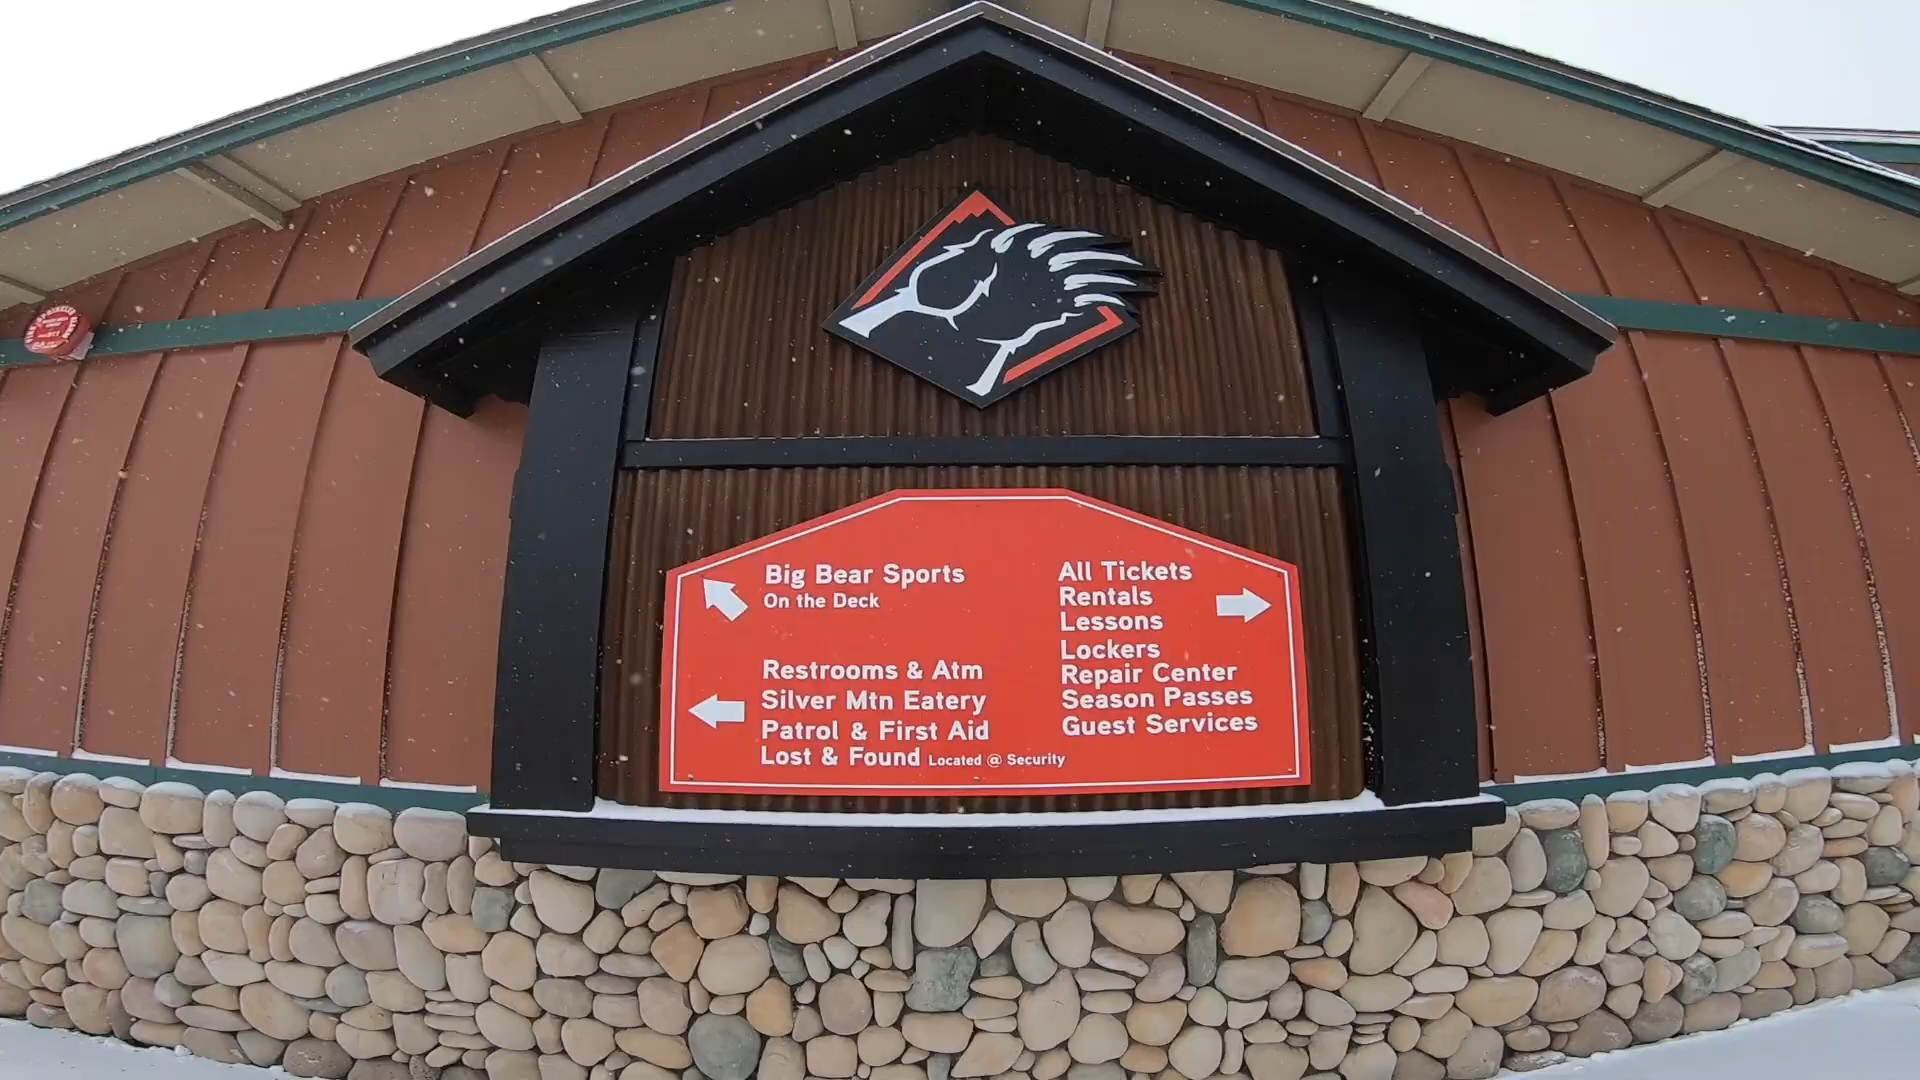 Big Bear Sports
On the Deck
Restrooms & Atm
Silver Mtn Eatery
Patrol & First Aid
Lost & Found Located @ Security
All Tickets
Rentals
Lessons
Lockers
Repair Center
Season Passes
Guest Services